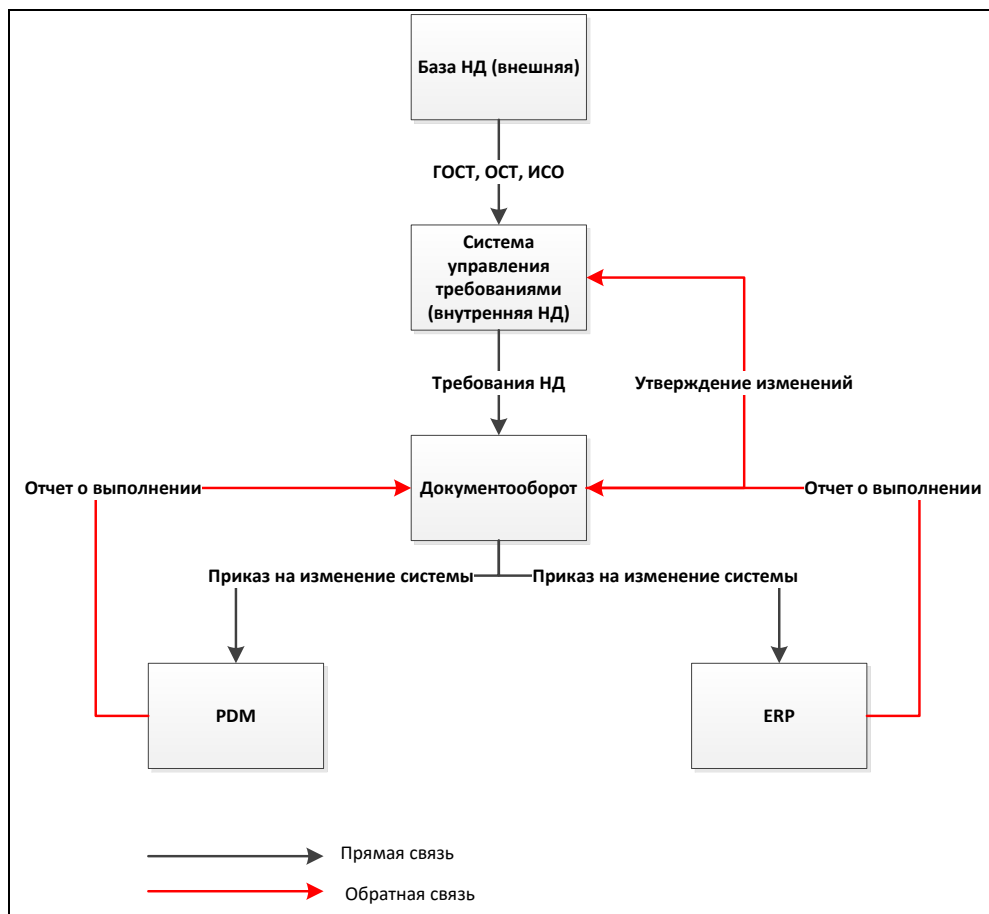 База НД (внешняя)
ГОСТ, ОСТ, ИСО
Система
управления
требованиями
(внутренняя НД)
Требования НД
Утверждение изменений
Отчет о выполнении
Документооборот
Отчет о выполнении
Приказ на изменение системы
Приказ на изменение системы
PDM
ERP
Прямая связь
Обратная связь